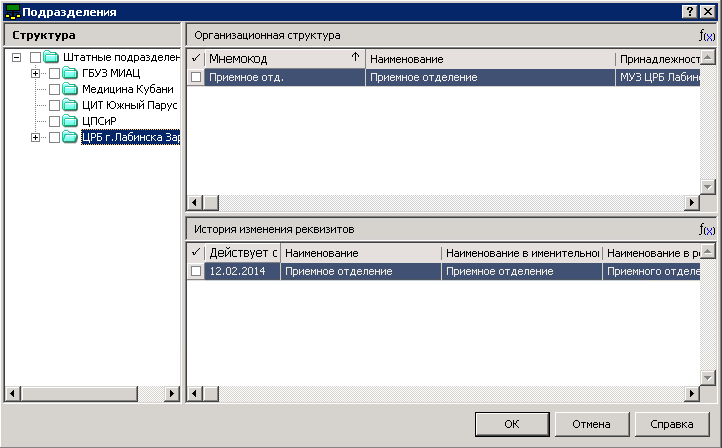 Подразделения
Структура
Штатные подразделен
ГБУЗ МИАЦ
Медицина Кубани
ЦИТ Южный Парус
ЦПСиР
ЦРБ г.Лабинска Зар
Организационная структура f(x)
✓ Мнемокод ↑ Наименование Принадлежност
Приемное отд. Приемное отделение МУЗ ЦРБ Лабин
История изменения реквизитов f(x)
✓ Действует с Наименование Наименование в именительном Наименование в р
12.02.2014 Приемное отделение Приемное отделение Приемного отделе
ОК Отмена Справка